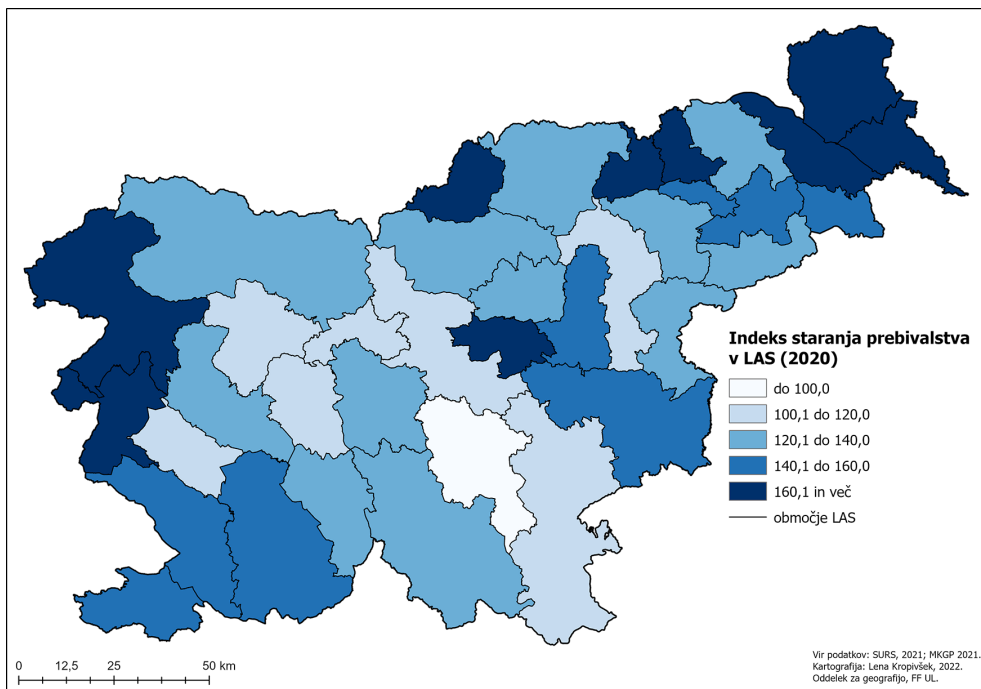 Indeks staranja prebivalstva
v LAS (2020)
do 100,0
100,1 do 120,0
120,1 do 140,0
140,1 do 160,0
160,1 in več
območje LAS
0 12,5 25 50 km
Vir podatkov: SURS, 2021; MKGP 2021.
Kartografija: Lena Kropivšek, 2022.
Oddelek za geografijo, FF UL.